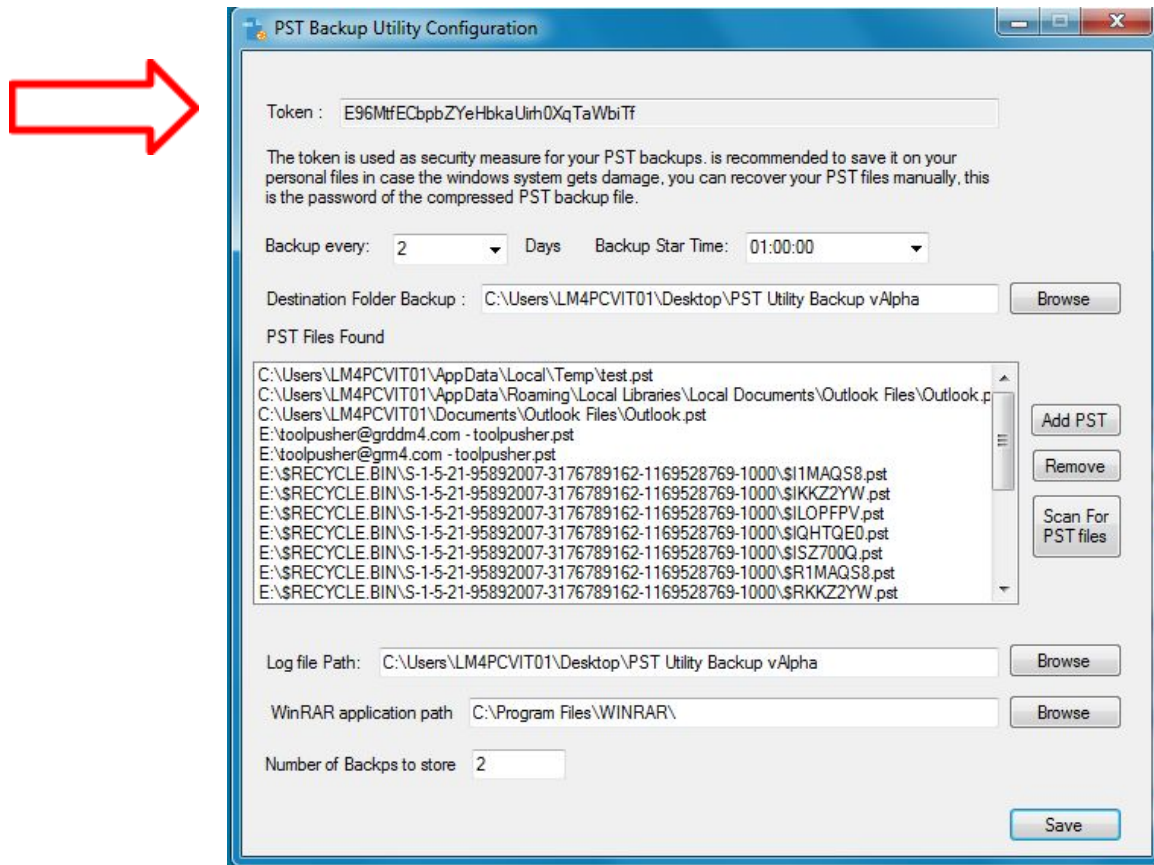 PST Backup Utility Configuration
Token : E96MtfECbpbZYeHbkaUirh0XqTaWbiTf
The token is used as security measure for your PST backups. is recommended to save it on your
personal files in case the windows system gets damage, you can recover your PST files manually, this
is the password of the compressed PST backup file.
Backup every: 2 Days Backup Star Time: 01:00:00
Destination Folder Backup : C:\Users\LM4PCVIT01\Desktop\PST Utility Backup vAlpha Browse
PST Files Found
C:\Users\LM4PCVIT01\AppData\Local\Temp\test.pst
C:\Users\LM4PCVIT01\AppData\Roaming\Local Libraries\Local Documents\Outlook Files\Outlook.p
C:\Users\LM4PCVIT01\Documents\Outlook Files\Outlook.pst
E:\toolpusher@grddm4.com - toolpusher.pst
E:\toolpusher@grm4.com - toolpusher.pst
E:\$RECYCLE.BIN\S-1-5-21-95892007-3176789162-1169528769-1000\$I1MAQS8.pst
E:\$RECYCLE.BIN\S-1-5-21-95892007-3176789162-1169528769-1000\$IKKZ2YW.pst
E:\$RECYCLE.BIN\S-1-5-21-95892007-3176789162-1169528769-1000\$ILOPFPV.pst
E:\$RECYCLE.BIN\S-1-5-21-95892007-3176789162-1169528769-1000\$IQHTQE0.pst
E:\$RECYCLE.BIN\S-1-5-21-95892007-3176789162-1169528769-1000\$ISZ700Q.pst
E:\$RECYCLE.BIN\S-1-5-21-95892007-3176789162-1169528769-1000\$R1MAQS8.pst
E:\$RECYCLE.BIN\S-1-5-21-95892007-3176789162-1169528769-1000\$RKKZ2YW.pst
Add PST
Remove
Scan For
PST files
Log file Path: C:\Users\LM4PCVIT01\Desktop\PST Utility Backup vAlpha Browse
WinRAR application path C:\Program Files\WINRAR\ Browse
Number of Backps to store 2
Save